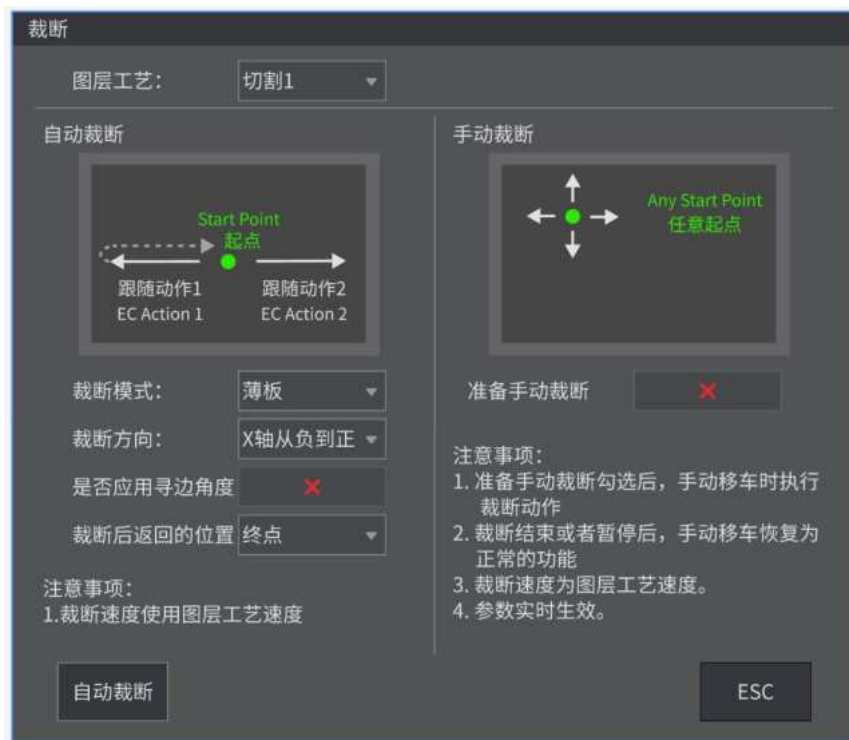 裁断
图层工艺：
切割1
自动裁断
Start Point
起点
跟随动作1
EC Action 1
跟随动作2
EC Action 2
裁断模式：
薄板
裁断方向：
X轴从负到正
是否应用寻边角度
裁断后返回的位置
终点
注意事项：
1.裁断速度使用图层工艺速度
自动裁断
手动裁断
Any Start Point
任意起点
准备手动裁断
注意事项：
1. 准备手动裁断勾选后，手动移车时执行
裁断动作
2. 裁断结束或者暂停后，手动移车恢复为
正常的功能
3. 裁断速度为图层工艺速度。
4. 参数实时生效。
ESC